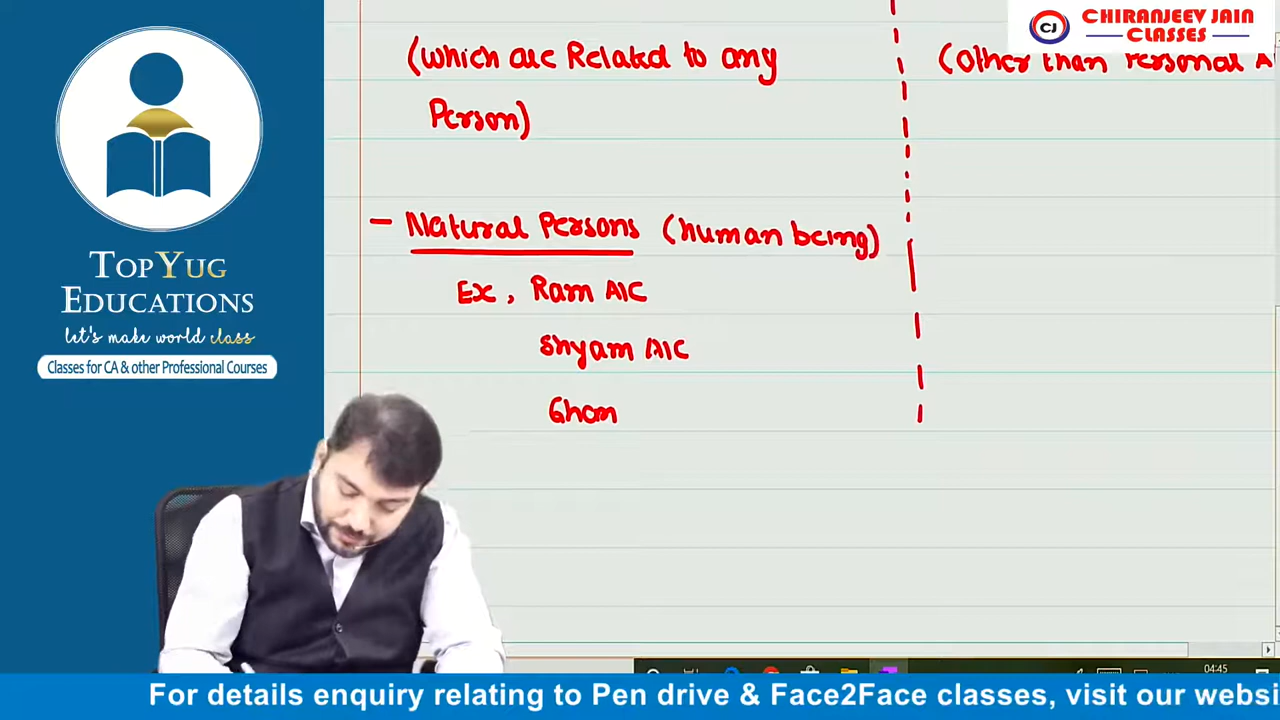 CHIRANJEEV JAIN
CLASSES
CJ
(which are Related to any
Person)
(other than Personal A
- Natural Persons (human being)
Ex, Ram A/C
Shyam A/C
Ghan
TOPYUG
EDUCATIONS
let's make world class
Classes for CA & other Professional Courses
04:45
For details enquiry relating to Pen drive & Face2Face classes, visit our websi